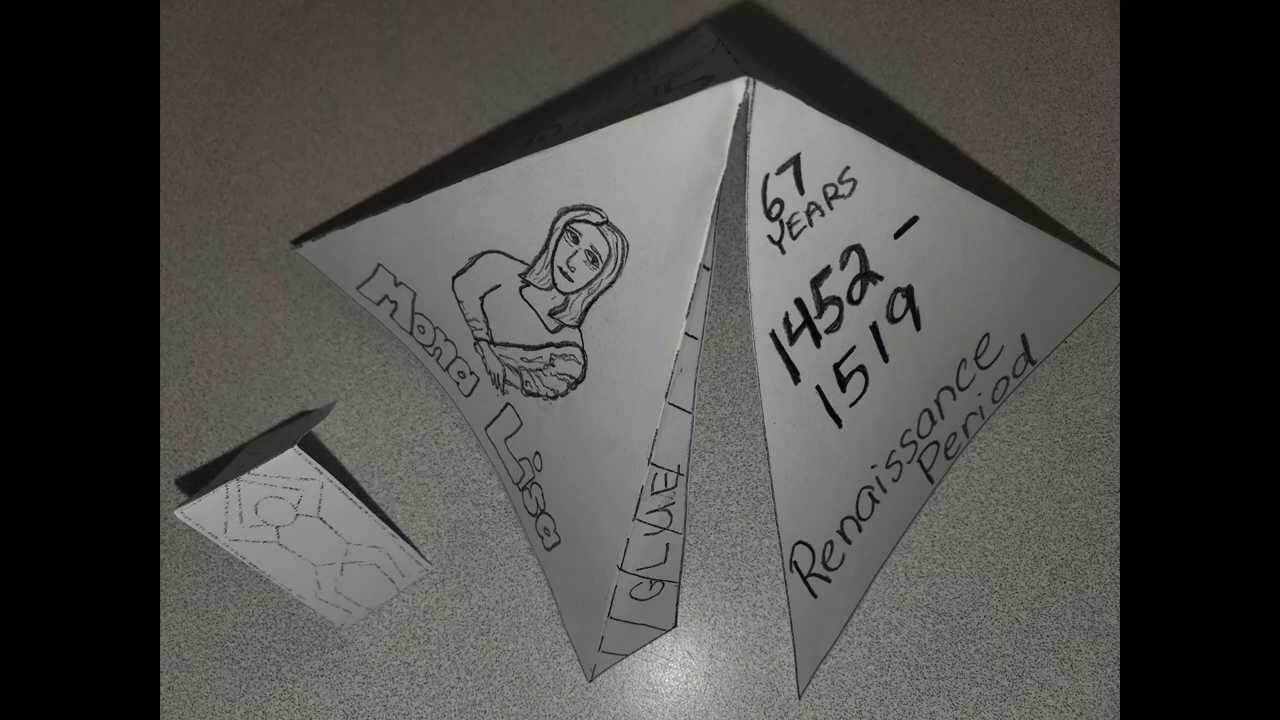 Mona Lisa
GLUE
67
YEARS
1452 -
1519
Renaissance
Period